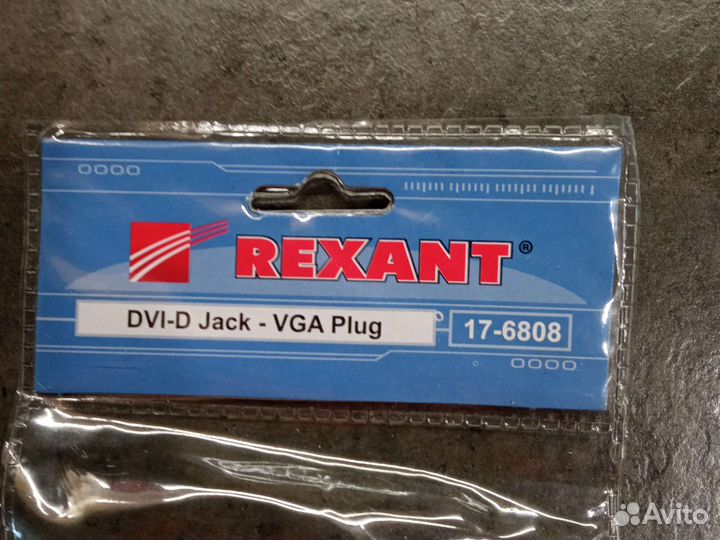 REXANT®
DVI-D Jack - VGA Plug
17-6808
Avito